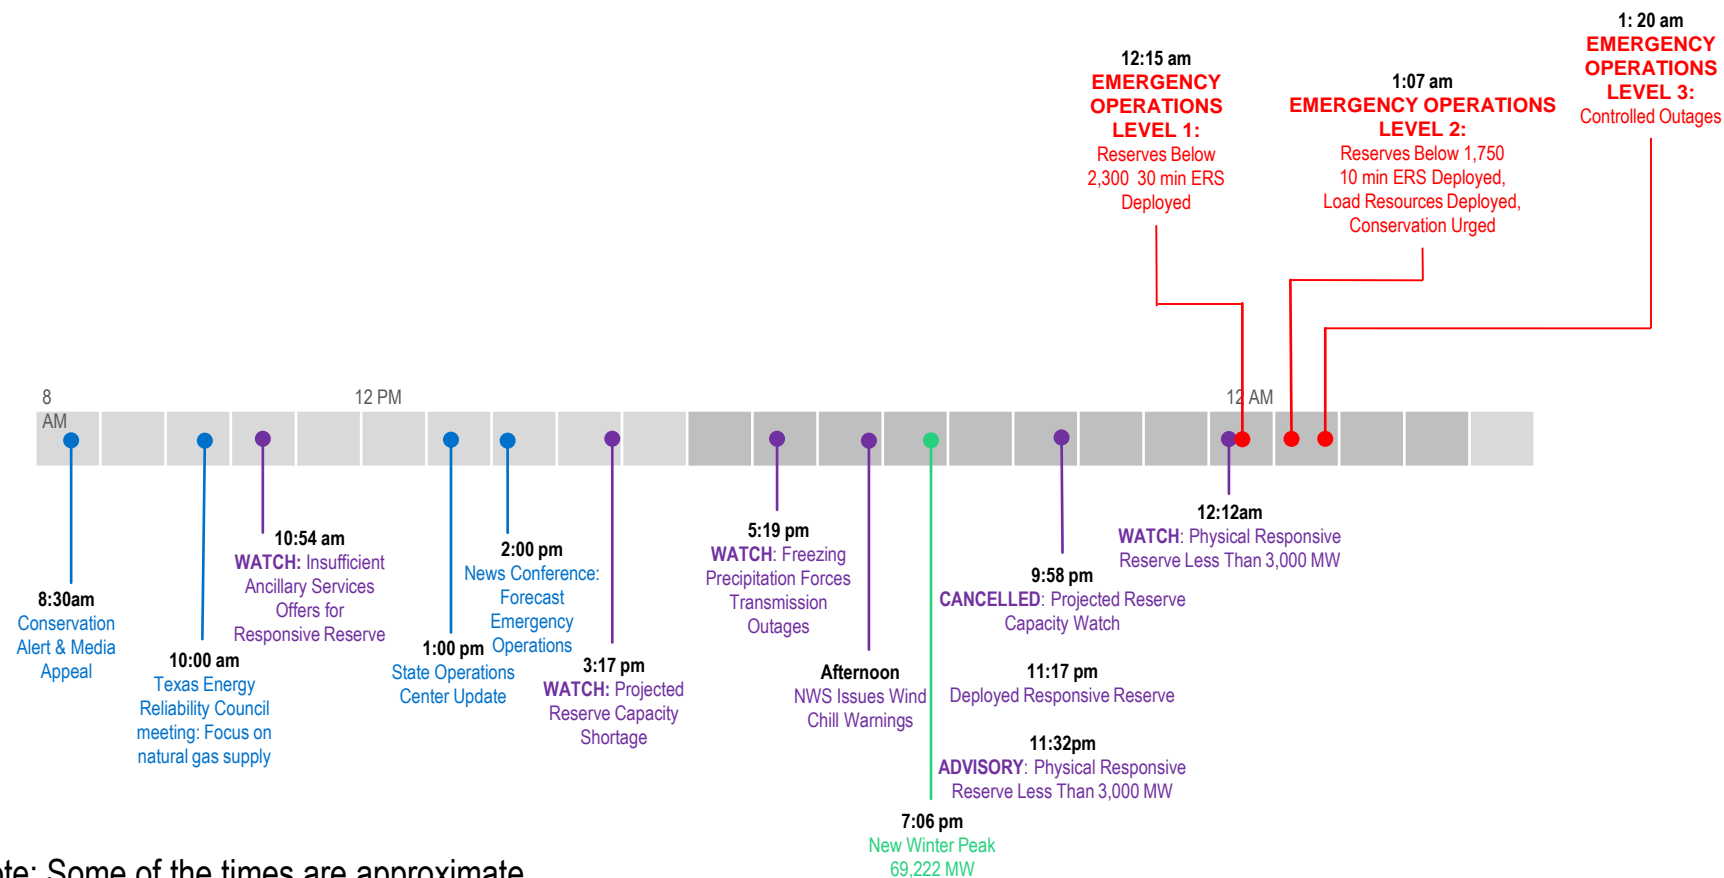 1: 20 am
EMERGENCY
OPERATIONS
LEVEL 3:
Controlled Outages
12:15 am
EMERGENCY
OPERATIONS
LEVEL 1:
Reserves Below
2,300 30 min ERS
Deployed
1:07 am
EMERGENCY OPERATIONS
LEVEL 2:
Reserves Below 1,750
10 min ERS Deployed,
Load Resources Deployed,
Conservation Urged
8
AM
12 PM
12 AM
8:30am
Conservation
Alert & Media
Appeal
10:00 am
Texas Energy
Reliability Council
meeting: Focus on
natural gas supply
10:54 am
WATCH: Insufficient
Ancillary Services
Offers for
Responsive Reserve
1:00 pm
State Operations
Center Update
2:00 pm
News Conference:
Forecast
Emergency
Operations
3:17 pm
WATCH: Projected
Reserve Capacity
Shortage
5:19 pm
WATCH: Freezing
Precipitation Forces
Transmission
Outages
Afternoon
NWS Issues Wind
Chill Warnings
7:06 pm
New Winter Peak
69,222 MW
9:58 pm
CANCELLED: Projected Reserve
Capacity Watch
11:17 pm
Deployed Responsive Reserve
11:32pm
ADVISORY: Physical Responsive
Reserve Less Than 3,000 MW
12:12am
WATCH: Physical Responsive
Reserve Less Than 3,000 MW
ote: Some of the times are approximate